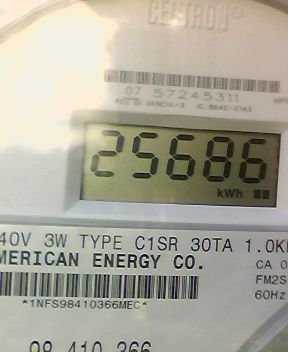 CELTRON®
07 57245311
25686
kWh
40V 3W TYPE C1SR 30TA 1.0K
MERICAN ENERGY CO.
CA 0
FM2S
60Hz
*1NFS98410366MEC*
98 410 366